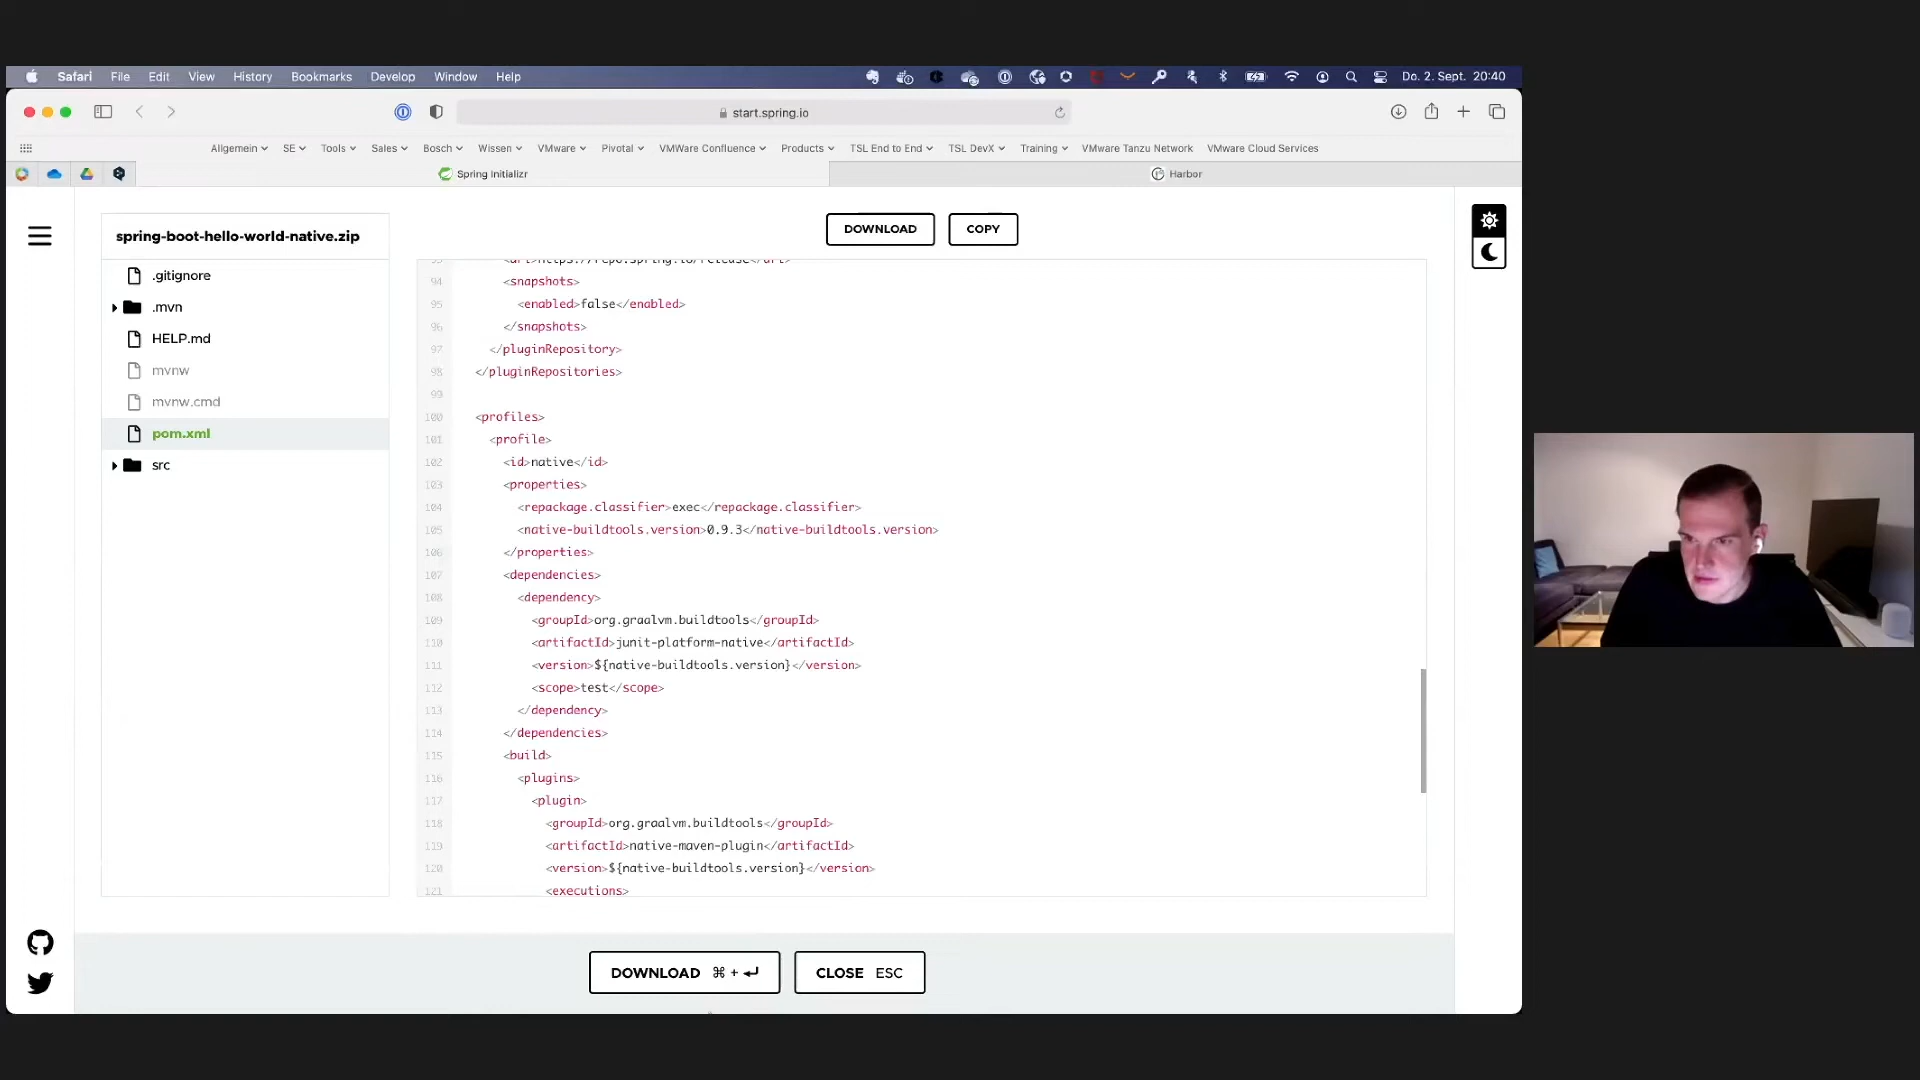 Safari File Edit View History Bookmarks Develop Window Help Do. 2. Sept. 20:40
start.spring.io
Allgemein SE Tools Sales Bosch Wissen VMware Pivotal VMWare Confluence Products TSL End to End TSL DevX Training VMware Tanzu Network VMware Cloud Services
Spring Initializr Harbor
spring-boot-hello-world-native.zip
DOWNLOAD COPY
.gitignore
.mvn
HELP.md
mvnw
mvnw.cmd
pom.xml
src
93 <url>https://repo.spring.io/release</url>
94 <snapshots>
95 <enabled>false</enabled>
96 </snapshots>
97 </pluginRepository>
98 </pluginRepositories>
99
100 <profiles>
101 <profile>
102 <id>native</id>
103 <properties>
104 <repackage.classifier>exec</repackage.classifier>
105 <native-buildtools.version>0.9.3</native-buildtools.version>
106 </properties>
107 <dependencies>
108 <dependency>
109 <groupId>org.graalvm.buildtools</groupId>
110 <artifactId>junit-platform-native</artifactId>
111 <version>${native-buildtools.version}</version>
112 <scope>test</scope>
113 </dependency>
114 </dependencies>
115 <build>
116 <plugins>
117 <plugin>
118 <groupId>org.graalvm.buildtools</groupId>
119 <artifactId>native-maven-plugin</artifactId>
120 <version>${native-buildtools.version}</version>
121 <executions>
DOWNLOAD ⌘ + ↵ CLOSE ESC